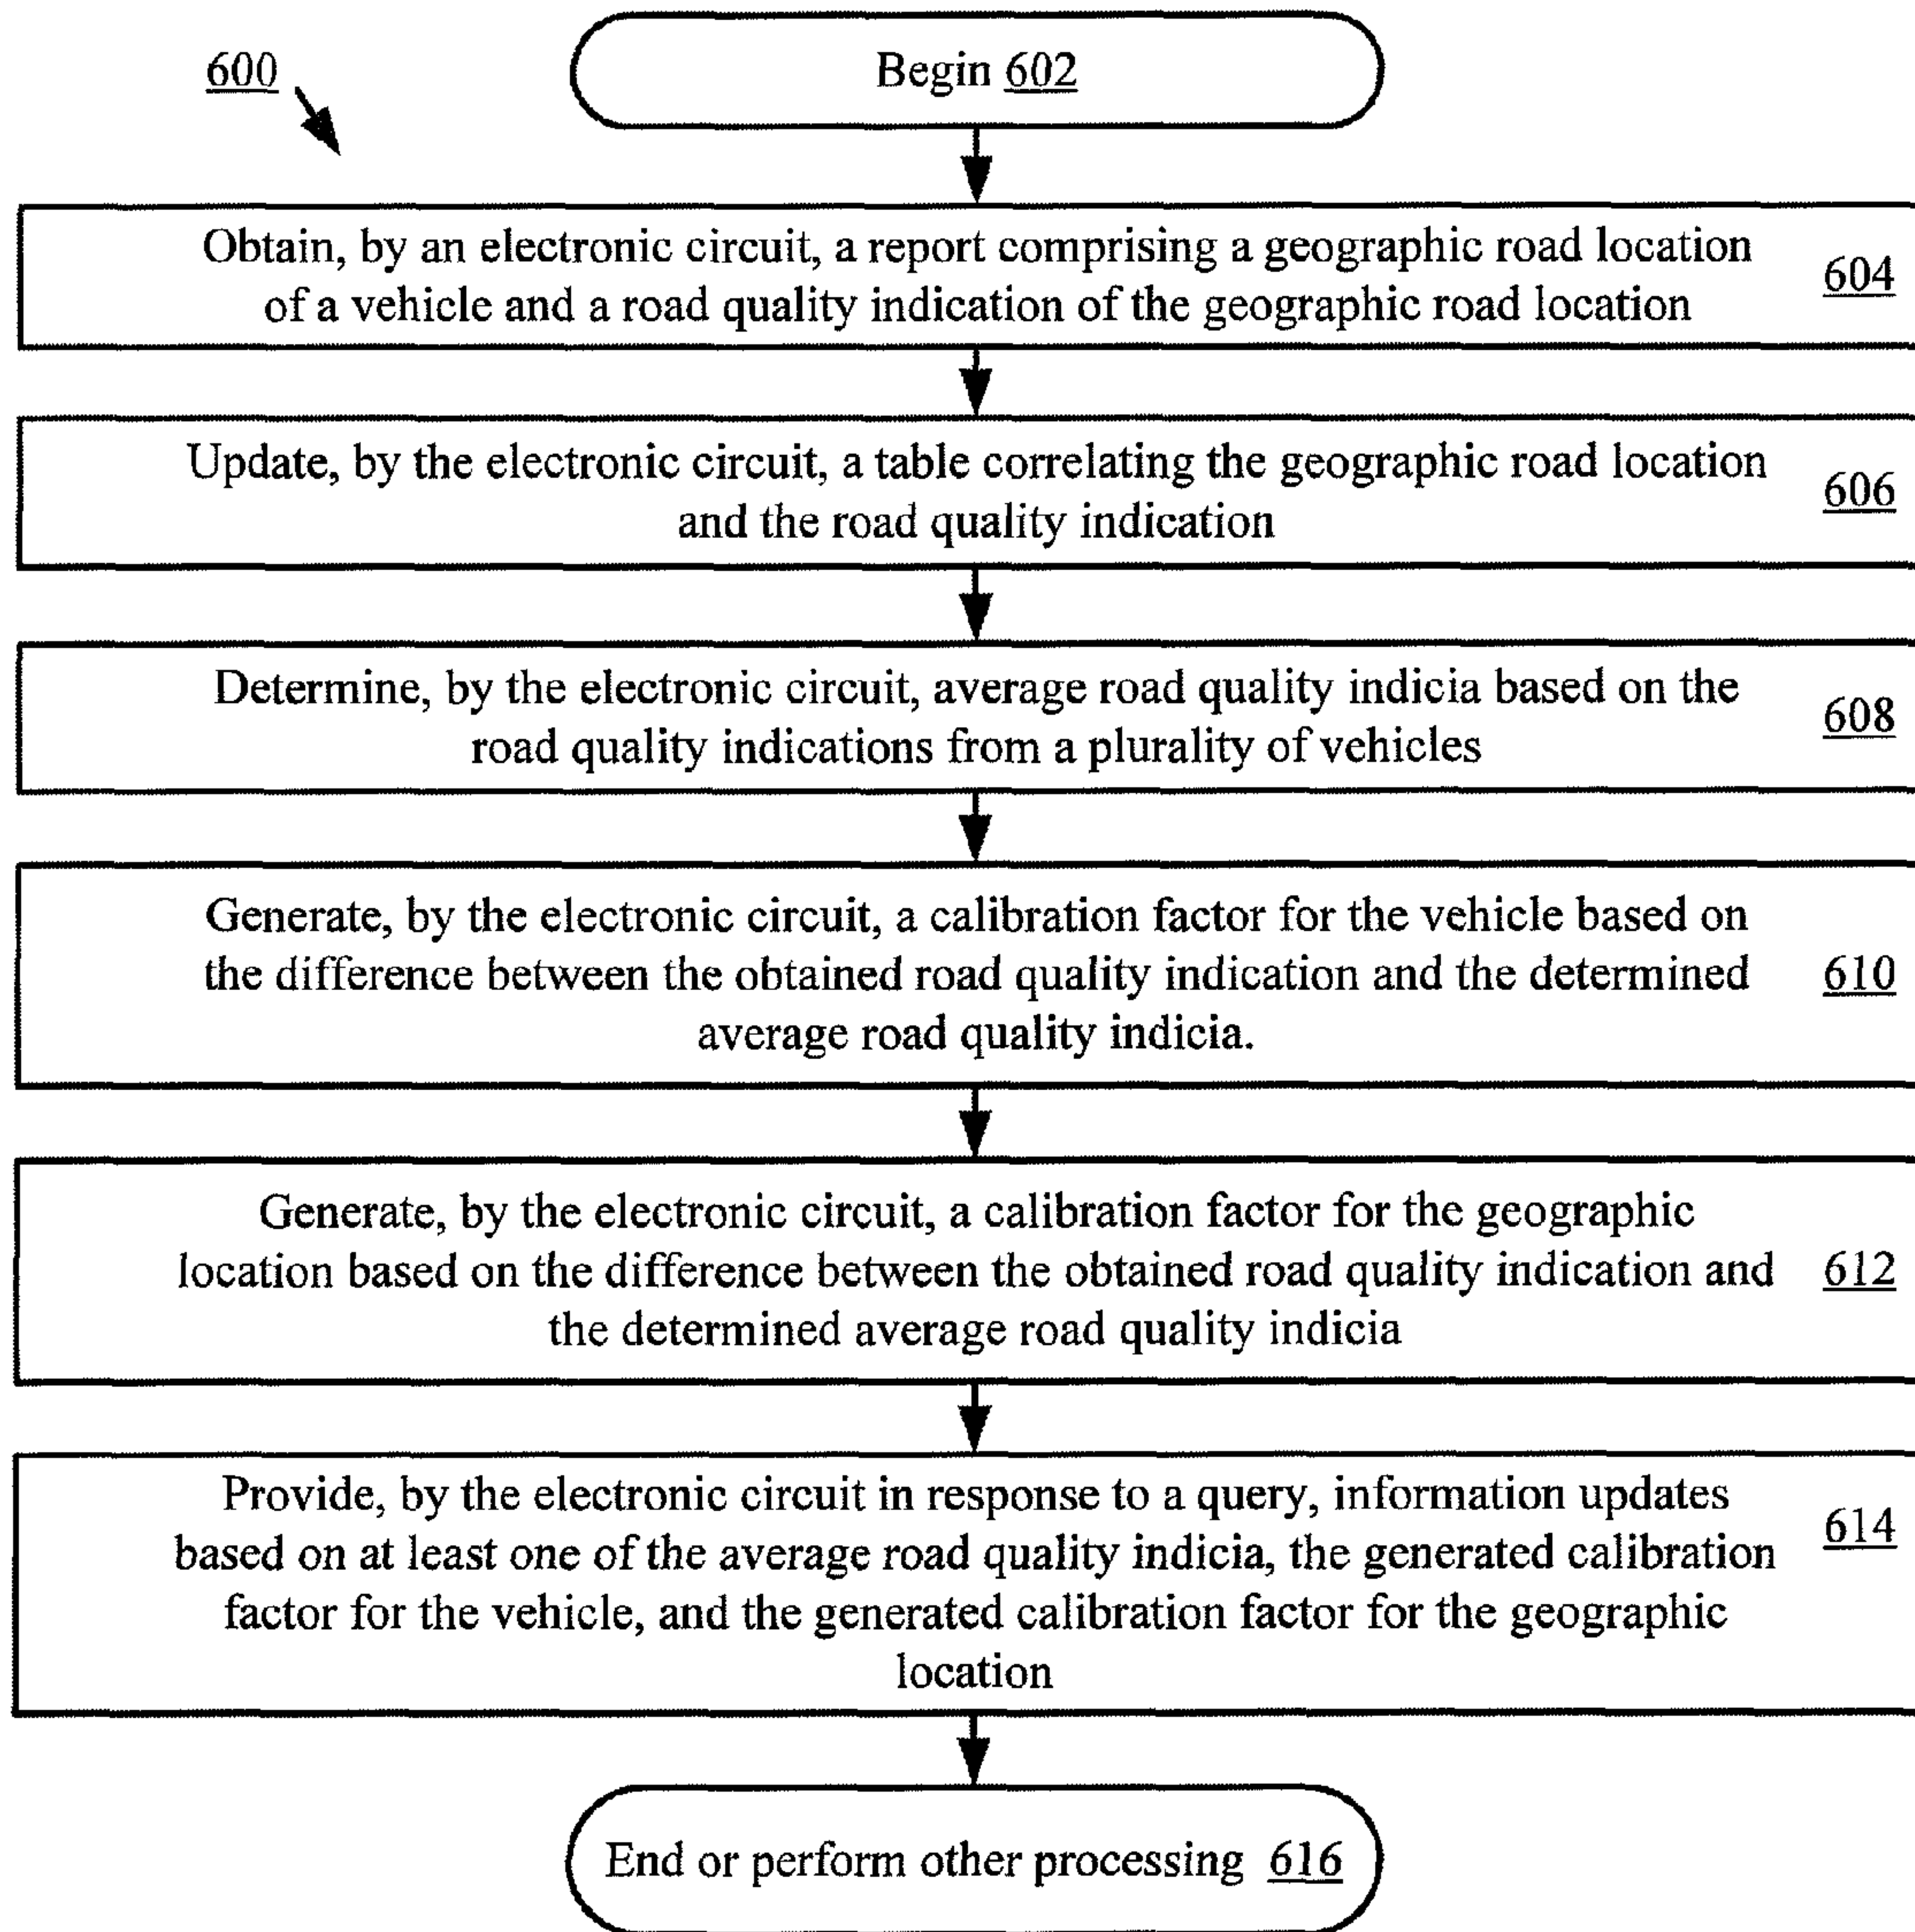 600
Begin 602
Obtain, by an electronic circuit, a report comprising a geographic road location
of a vehicle and a road quality indication of the geographic road location
604
Update, by the electronic circuit, a table correlating the geographic road location
and the road quality indication
606
Determine, by the electronic circuit, average road quality indicia based on the
road quality indications from a plurality of vehicles
608
Generate, by the electronic circuit, a calibration factor for the vehicle based on
the difference between the obtained road quality indication and the determined
average road quality indicia.
610
Generate, by the electronic circuit, a calibration factor for the geographic
location based on the difference between the obtained road quality indication and
the determined average road quality indicia
612
Provide, by the electronic circuit in response to a query, information updates
based on at least one of the average road quality indicia, the generated calibration
factor for the vehicle, and the generated calibration factor for the geographic
location
614
End or perform other processing 616